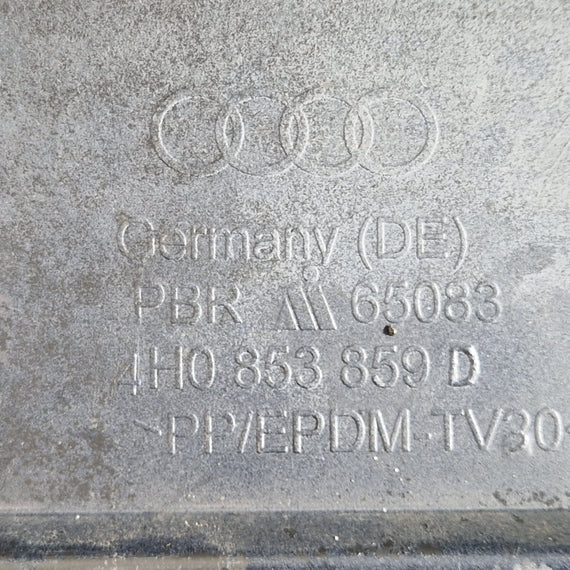 Germany (DE)
PBR 65083
4H0 853 859 D
>PP/EPDM-TV30<